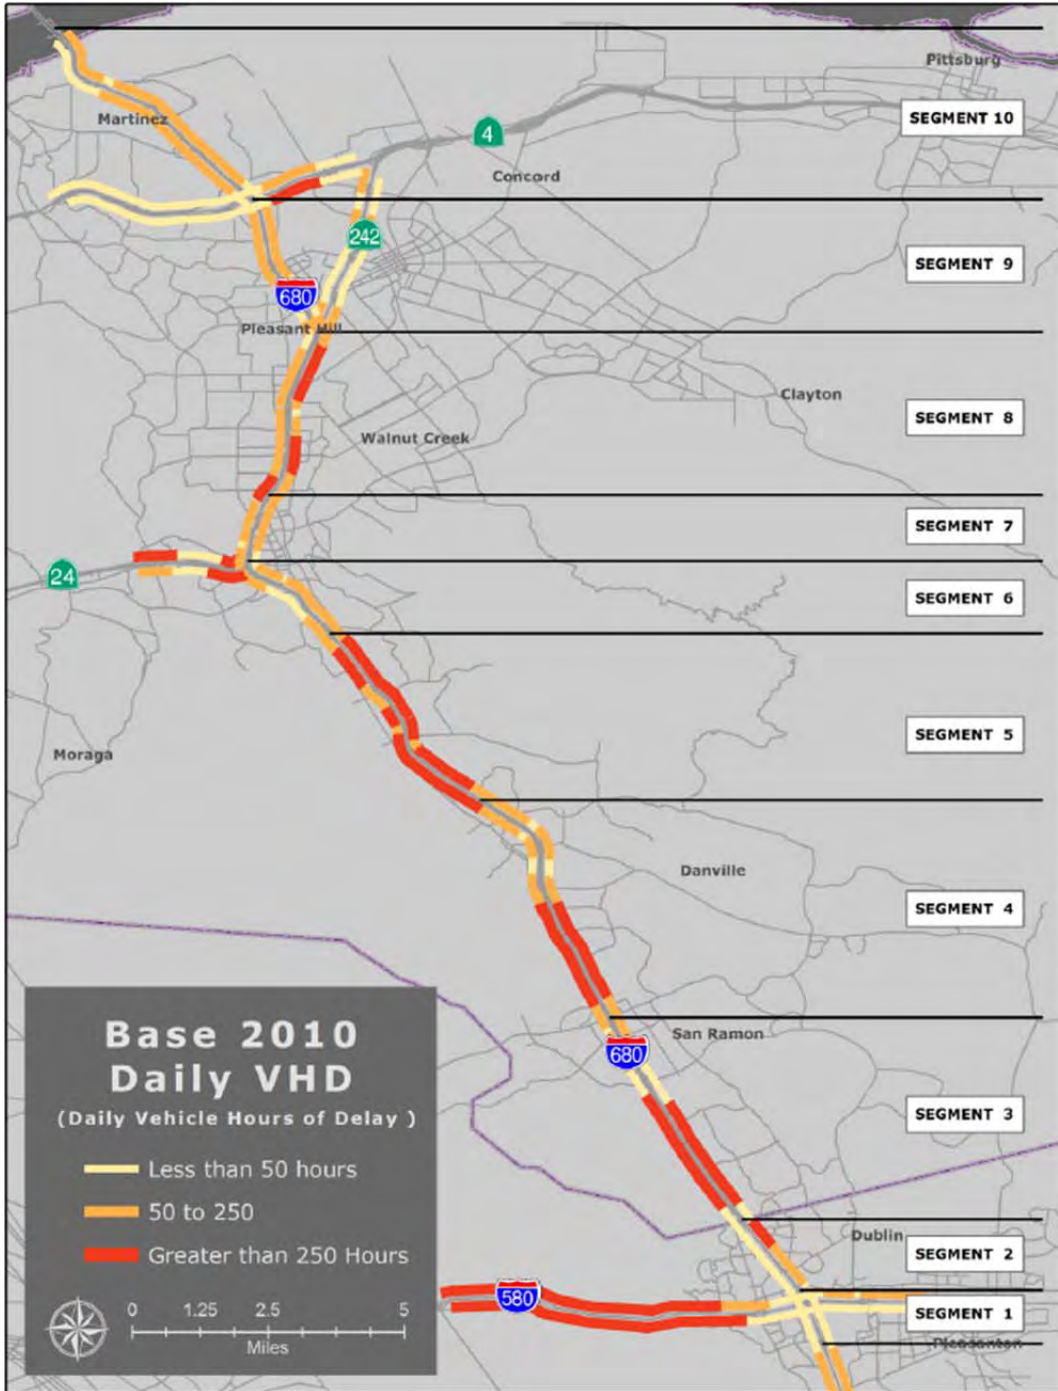 Pittsburg
SEGMENT 10
Martinez
4
Concord
242
SEGMENT 9
680
Pleasant Hill
Clayton
SEGMENT 8
Walnut Creek
SEGMENT 7
24
SEGMENT 6
SEGMENT 5
Moraga
Danville
SEGMENT 4
San Ramon
680
SEGMENT 3
Dublin
SEGMENT 2
580
SEGMENT 1
Pleasanton
Base 2010
Daily VHD
(Daily Vehicle Hours of Delay )
Less than 50 hours
50 to 250
Greater than 250 Hours
0 1.25 2.5 5
Miles